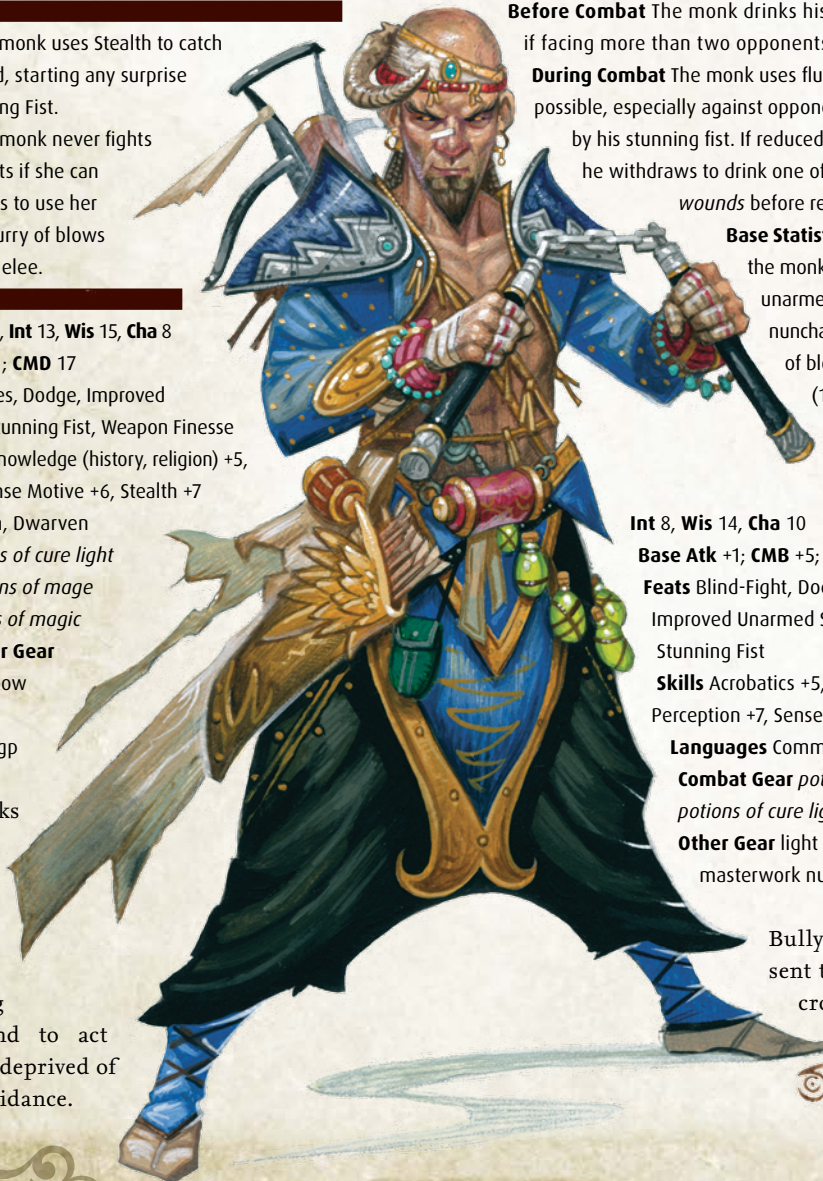 monk uses Stealth to catch
, starting any surprise
ng Fist.
monk never fights
ts if she can
s to use her
urry of blows
elee.
, Int 13, Wis 15, Cha 8
; CMD 17
es, Dodge, Improved
tunning Fist, Weapon Finesse
nowledge (history, religion) +5,
nse Motive +6, Stealth +7
, Dwarven
s of cure light
ns of mage
s of magic
r Gear
ow
gp
ks
g
nd to act
deprived of
idance.
Before Combat The monk drinks his
if facing more than two opponents
During Combat The monk uses flu
possible, especially against oppone
by his stunning fist. If reduced
he withdraws to drink one of
wounds before re
Base Statist
the monk
unarme
nuncha
of blo
(1
Int 8, Wis 14, Cha 10
Base Atk +1; CMB +5;
Feats Blind-Fight, Dod
Improved Unarmed S
Stunning Fist
Skills Acrobatics +5,
Perception +7, Sense
Languages Comm
Combat Gear pot
potions of cure lig
Other Gear light
masterwork nu
Bully
sent t
cro